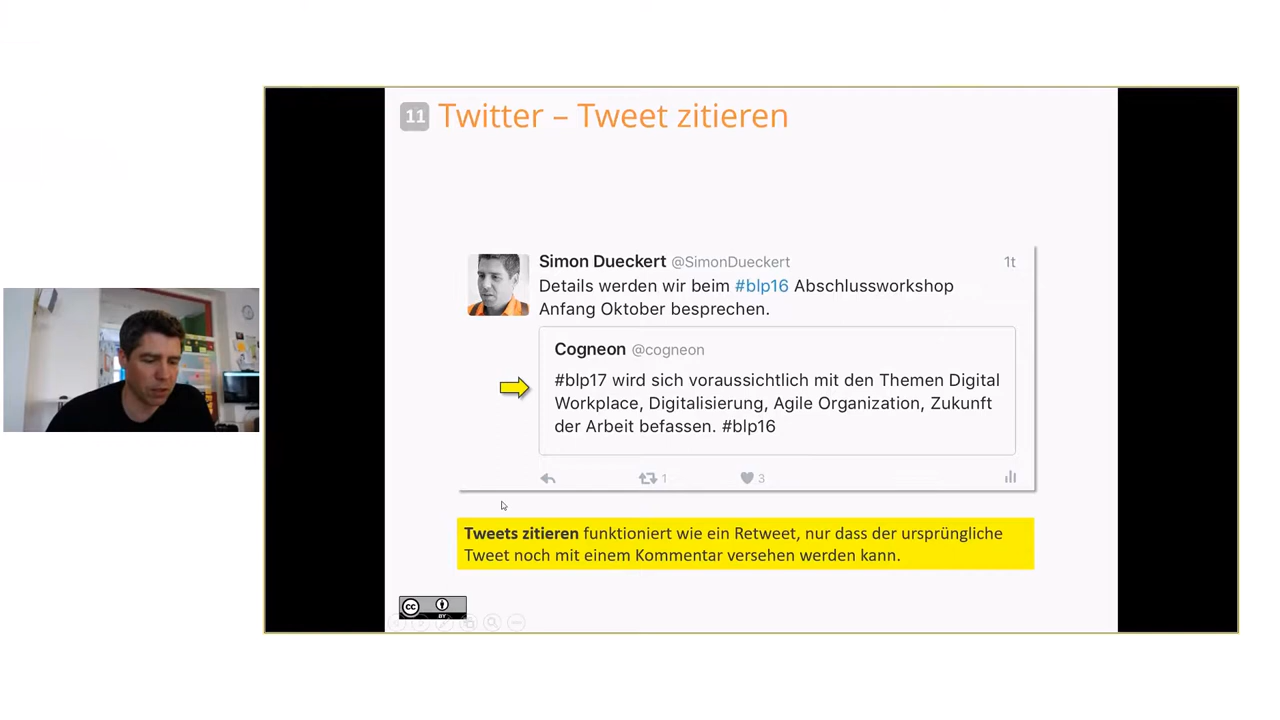 11 Twitter – Tweet zitieren
Simon Dueckert @SimonDueckert 1t
Details werden wir beim #blp16 Abschlussworkshop
Anfang Oktober besprechen.
Cogneon @cogneon
#blp17 wird sich voraussichtlich mit den Themen Digital
Workplace, Digitalisierung, Agile Organization, Zukunft
der Arbeit befassen. #blp16
1 3
Tweets zitieren funktioniert wie ein Retweet, nur dass der ursprüngliche
Tweet noch mit einem Kommentar versehen werden kann.
cc
BY